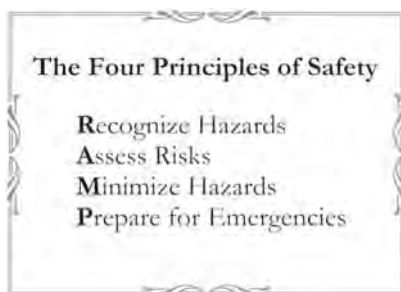 The Four Principles of Safety
Recognize Hazards
Assess Risks
Minimize Hazards
Prepare for Emergencies